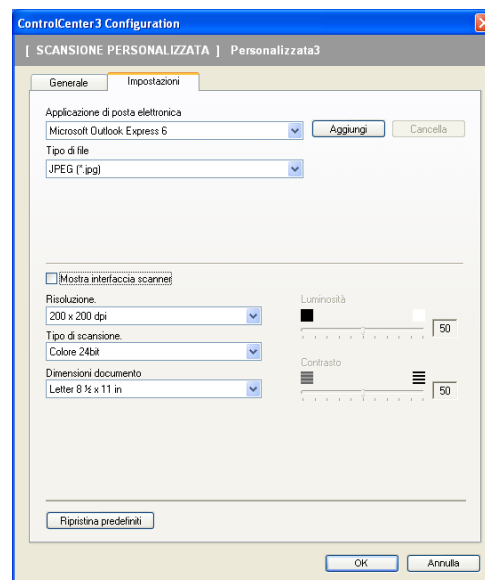 ControlCenter3 Configuration
[ SCANSIONE PERSONALIZZATA ] Personalizzata3
Generale Impostazioni
Applicazione di posta elettronica
Microsoft Outlook Express 6 Aggiungi Cancella
Tipo di file
JPEG (*.jpg)
Mostra interfaccia scanner
Risoluzione. Luminosità
200 x 200 dpi 50
Tipo di scansione.
Colore 24bit
Contrasto
Dimensioni documento
Letter 8 ½ x 11 in 50
Ripristina predefiniti
OK Annulla